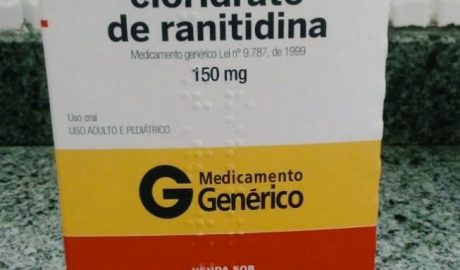 cloridrato
de ranitidina
Medicamento genérico Lei nº 9.787, de 1999
150 mg
Uso oral
USO ADULTO E PEDIÁTRICO
G Medicamento
Genérico
VENDA SOB